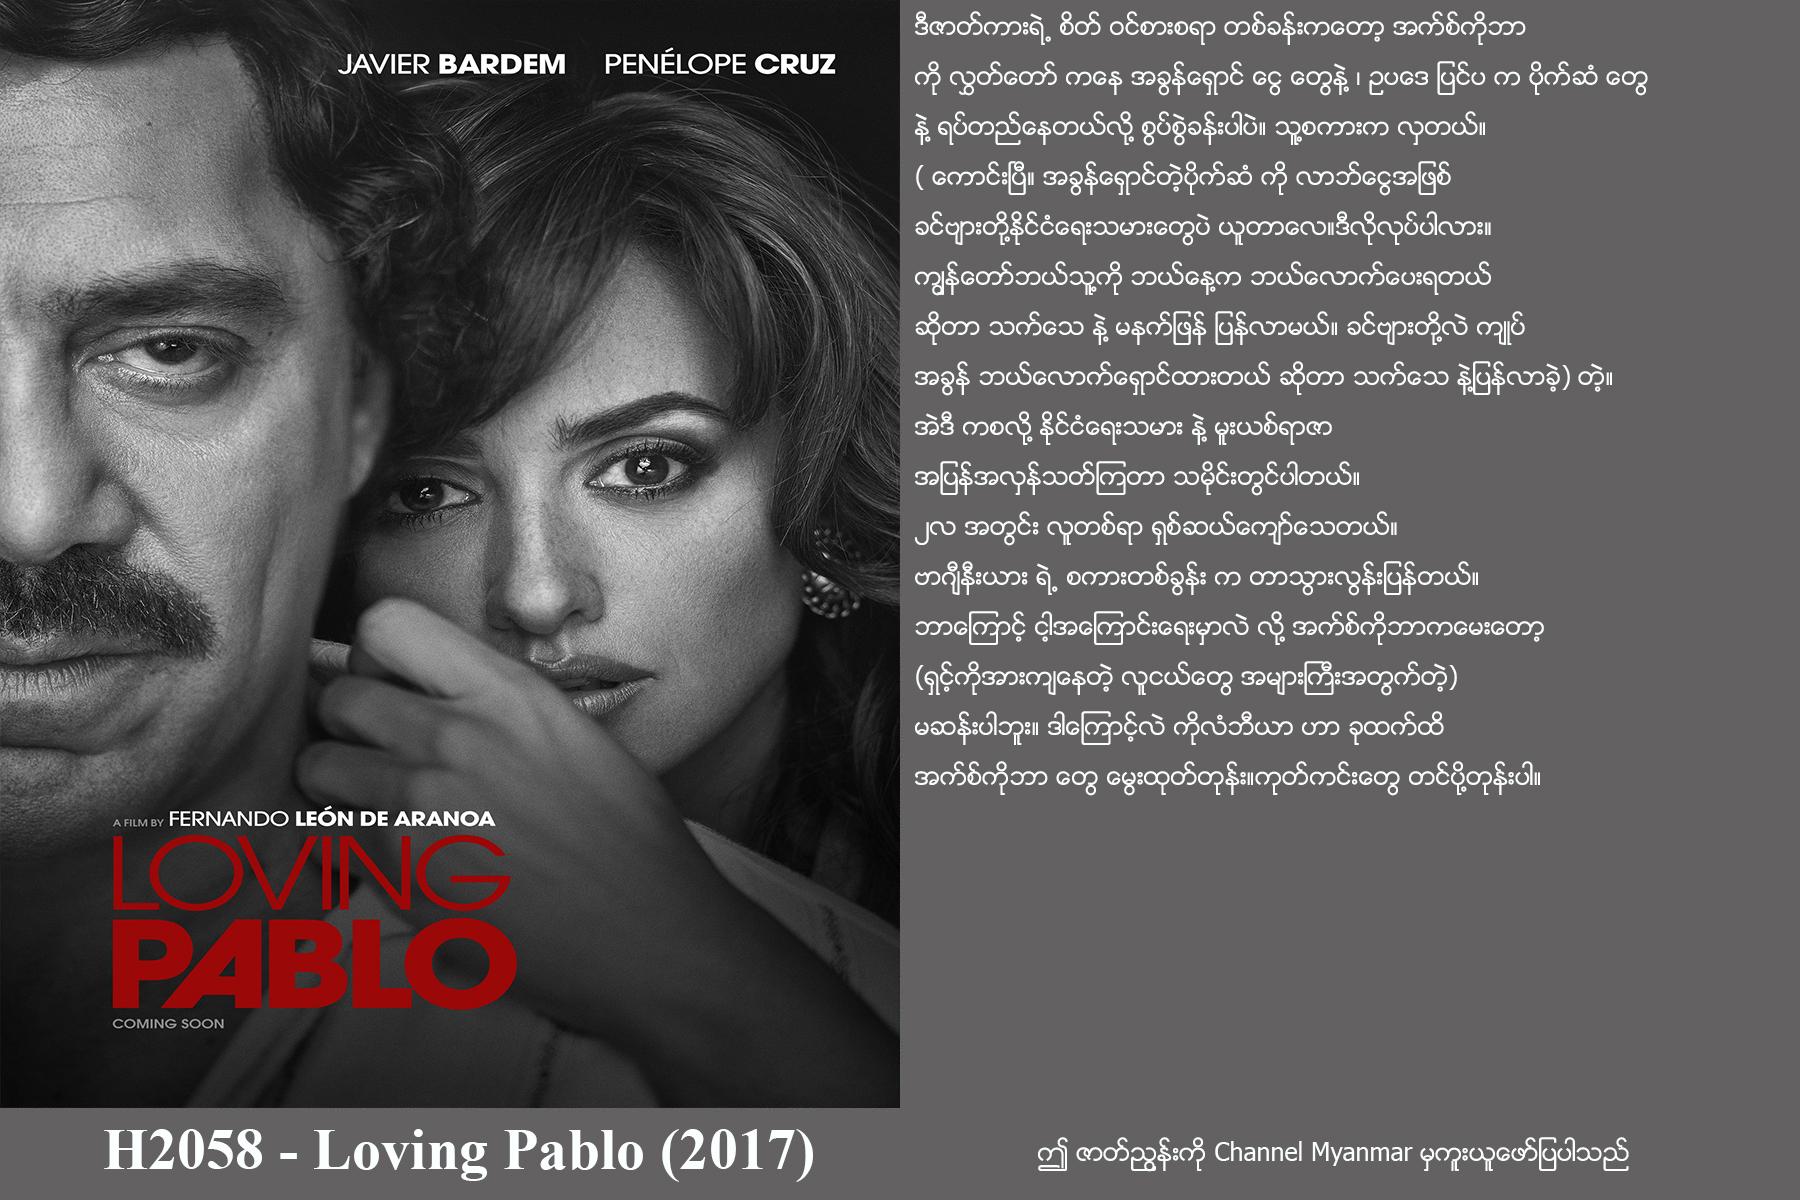 JAVIER BARDEM PENÉLOPE CRUZ
A FILM BY FERNANDO LEÓN DE ARANOA
LOVING
PABLO
COMING SOON
H2058 - Loving Pablo (2017)
ဒီဇာတ်ကားရဲ့ စိတ် ဝင်စားစရာ တစ်ခန်းကတော့ အက်စ်ကိုဘာ
ကို လွှတ်တော် ကနေ အခွန်ရှောင် ငွေ တွေနဲ့ ၊ ဥပဒေ ပြင်ပ က ပိုက်ဆံ တွေ
နဲ့ ရပ်တည်နေတယ်လို့ စွပ်စွဲခန်းပါပဲ။ သူ့စကားက လှတယ်။
( ကောင်းပြီ။ အခွန်ရှောင်တဲ့ပိုက်ဆံ ကို လာဘ်ငွေအဖြစ်
ခင်ဗျားတို့နိုင်ငံရေးသမားတွေပဲ ယူတာလေ။ဒီလိုလုပ်ပါလား။
ကျွန်တော်ဘယ်သူ့ကို ဘယ်နေ့က ဘယ်လောက်ပေးရတယ်
ဆိုတာ သက်သေ နဲ့ မနက်ဖြန် ပြန်လာမယ်။ ခင်ဗျားတို့လဲ ကျုပ်
အခွန် ဘယ်လောက်ရှောင်ထားတယ် ဆိုတာ သက်သေ နဲ့ပြန်လာခဲ့) တဲ့။
အဲဒီ ကစလို့ နိုင်ငံရေးသမား နဲ့ မူးယစ်ရာဇာ
အပြန်အလှန်သတ်ကြတာ သမိုင်းတွင်ပါတယ်။
၂လ အတွင်း လူတစ်ရာ ရှစ်ဆယ်ကျော်သေတယ်။
ဗာဂျီနီးယား ရဲ့ စကားတစ်ခွန်း က တာသွားလွန်းပြန်တယ်။
ဘာကြောင့် ငါ့အကြောင်းရေးမှာလဲ လို့ အက်စ်ကိုဘာကမေးတော့
(ရှင့်ကိုအားကျနေတဲ့ လူငယ်တွေ အများကြီးအတွက်တဲ့)
မဆန်းပါဘူး။ ဒါကြောင့်လဲ ကိုလံဘီယာ ဟာ ခုထက်ထိ
အက်စ်ကိုဘာ တွေ မွေးထုတ်တုန်း။ကုတ်ကင်းတွေ တင်ပို့တုန်းပါ။
ဤ ဇာတ်ညွှန်းကို Channel Myanmar မှကူးယူဖော်ပြပါသည်